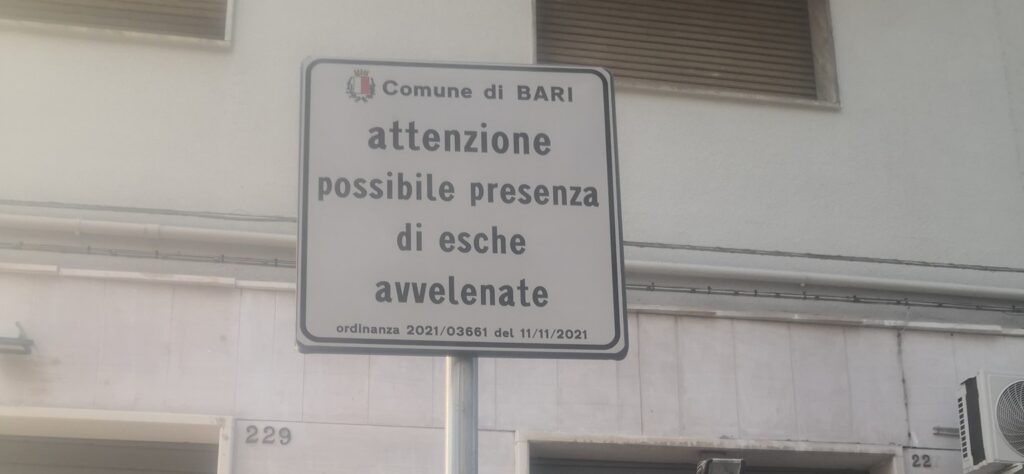 Comune di BARI
attenzione
possibile presenza
di esche
avvelenate
ordinanza 2021/03661 del 11/11/2021
229
22